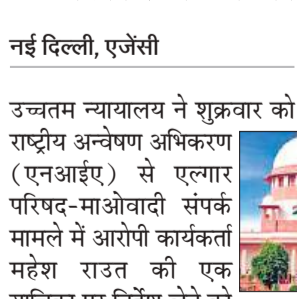 नई दिल्ली, एजेंसी
उच्चतम न्यायालय ने शुक्रवार को
राष्ट्रीय अन्वेषण अभिकरण
(एनआईए) से एल्गार
परिषद-माओवादी संपर्क
मामले में आरोपी कार्यकर्ता
महेश राउत की एक